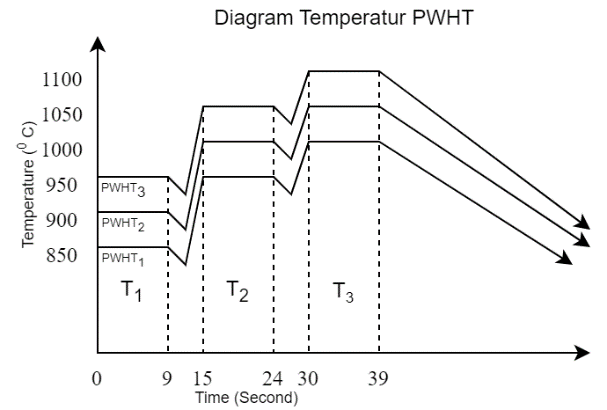 Diagram Temperatur PWHT
Temperature (⁰ C)
1100
1050
1000
950
900
850
PWHT₃
PWHT₂
PWHT₁
T₁ T₂ T₃
0 9 15 24 30 39
Time (Second)